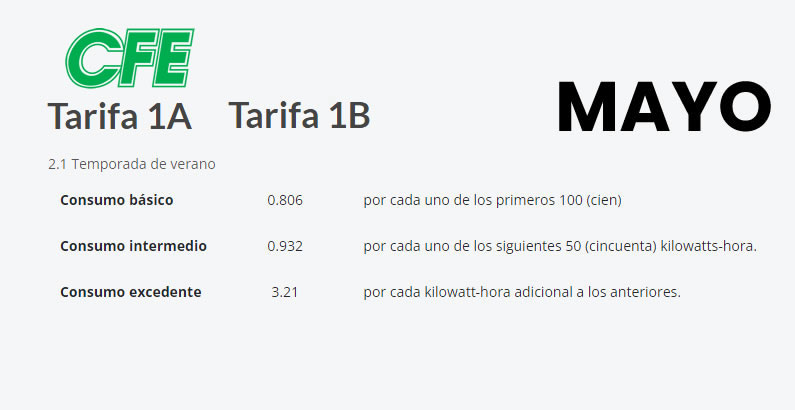 CFE
Tarifa 1A Tarifa 1B MAYO
2.1 Temporada de verano
Consumo básico 0.806 por cada uno de los primeros 100 (cien)
Consumo intermedio 0.932 por cada uno de los siguientes 50 (cincuenta) kilowatts-hora.
Consumo excedente 3.21 por cada kilowatt-hora adicional a los anteriores.